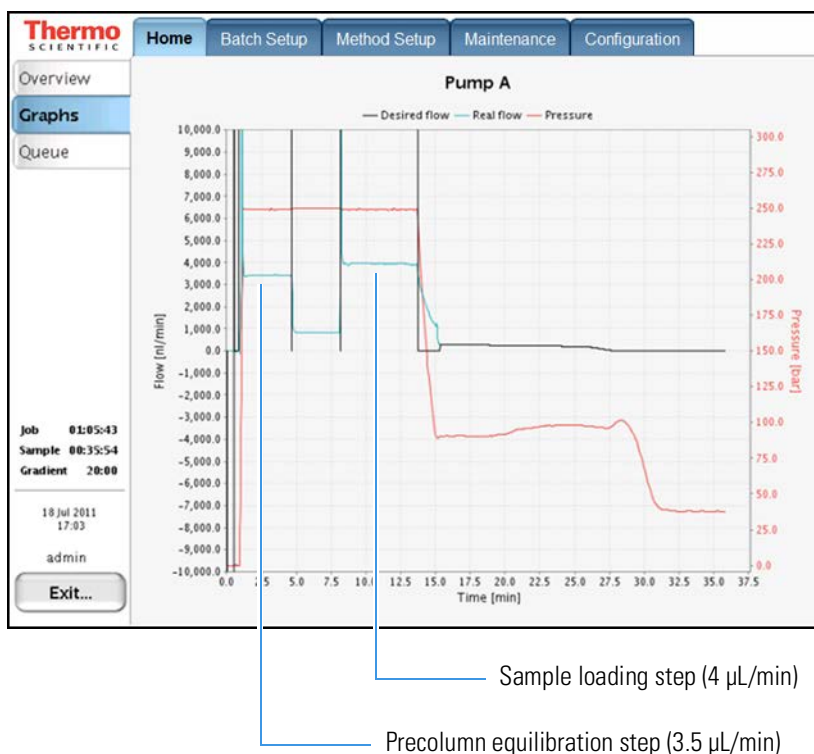 Thermo
SCIENTIFIC
Home
Batch Setup
Method Setup
Maintenance
Configuration
Overview
Graphs
Queue
Pump A
Desired flow
Real flow
Pressure
10,000.0
9,000.0
8,000.0
7,000.0
6,000.0
5,000.0
4,000.0
3,000.0
2,000.0
1,000.0
0.0
-1,000.0
-2,000.0
-3,000.0
-4,000.0
-5,000.0
-6,000.0
-7,000.0
-8,000.0
-9,000.0
-10,000.0
Flow [nl/min]
300.0
275.0
250.0
225.0
200.0
175.0
150.0
125.0
100.0
75.0
50.0
25.0
0.0
Pressure [bar]
0.0 2.5 5.0 7.5 10.0 12.5 15.0 17.5 20.0 22.5 25.0 27.5 30.0 32.5 35.0 37.5
Time [min]
Job 01:05:43
Sample 00:35:54
Gradient 20:00
18 Jul 2011
17:03
admin
Exit...
Sample loading step (4 µL/min)
Precolumn equilibration step (3.5 µL/min)